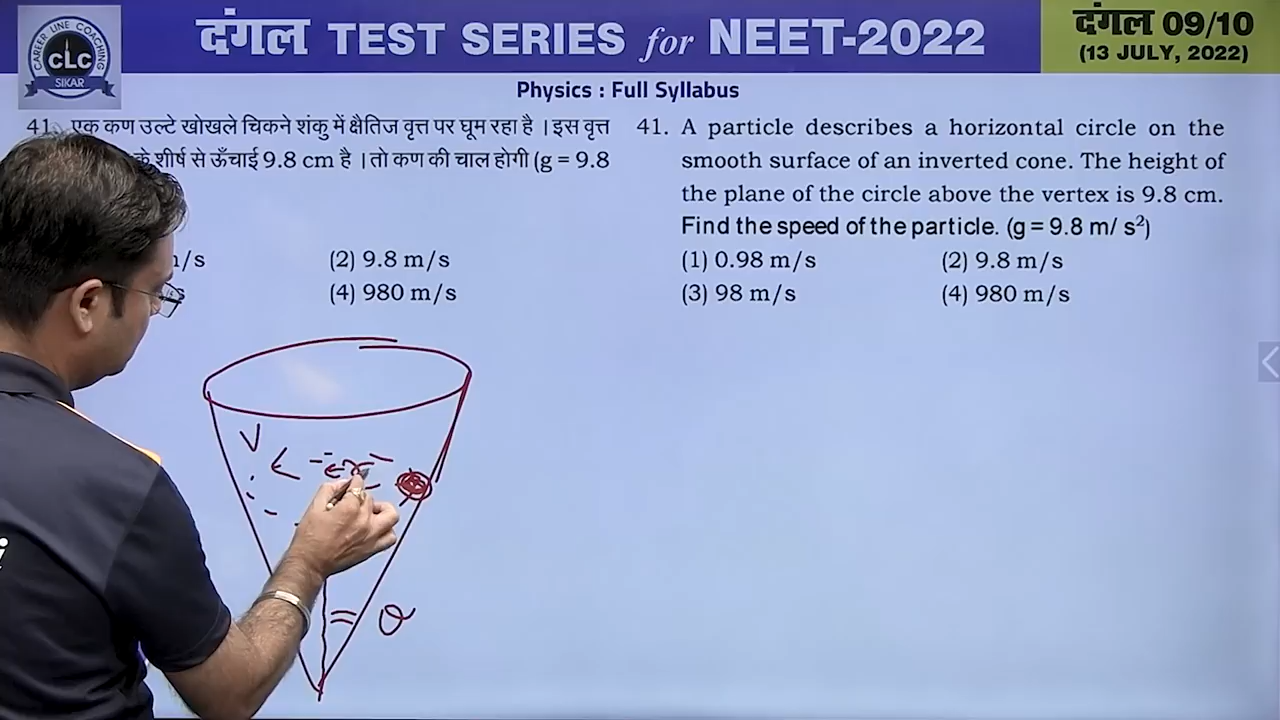 दंगल TEST SERIES for NEET-2022
दंगल 09/10
(13 JULY, 2022)
CAREER LINE COACHING
CLC
SIKAR
Physics : Full Syllabus
41. एक कण उल्टे खोखले चिकने शंकु में क्षैतिज वृत्त पर घूम रहा है । इस वृत्त
के शीर्ष से ऊँचाई 9.8 cm है । तो कण की चाल होगी (g = 9.8
/s
(2) 9.8 m/s
(4) 980 m/s
41. A particle describes a horizontal circle on the
smooth surface of an inverted cone. The height of
the plane of the circle above the vertex is 9.8 cm.
Find the speed of the particle. (g = 9.8 m/ s²)
(1) 0.98 m/s (2) 9.8 m/s
(3) 98 m/s (4) 980 m/s
V
θ